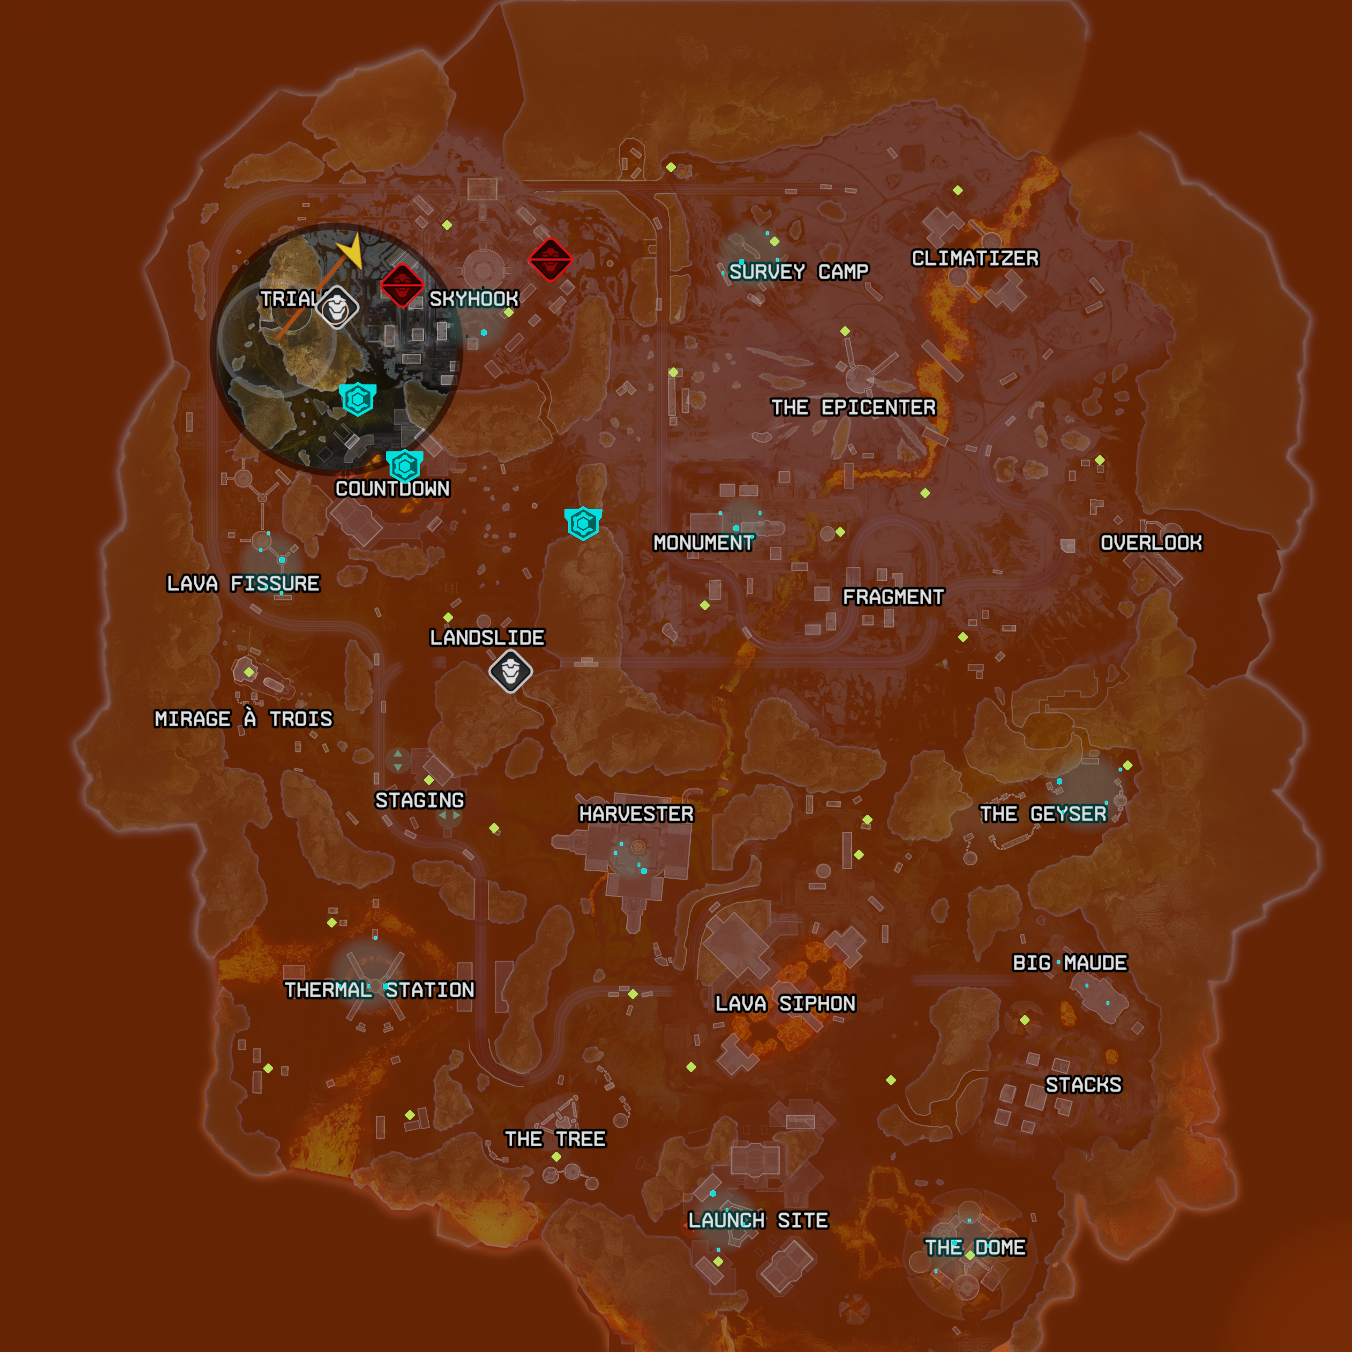 SURVEY CAMP
CLIMATIZER
TRIAL
SKYHOOK
THE EPICENTER
COUNTDOWN
MONUMENT
OVERLOOK
LAVA FISSURE
FRAGMENT
LANDSLIDE
MIRAGE À TROIS
STAGING
HARVESTER
THE GEYSER
BIG MAUDE
THERMAL STATION
LAVA SIPHON
STACKS
THE TREE
LAUNCH SITE
THE DOME